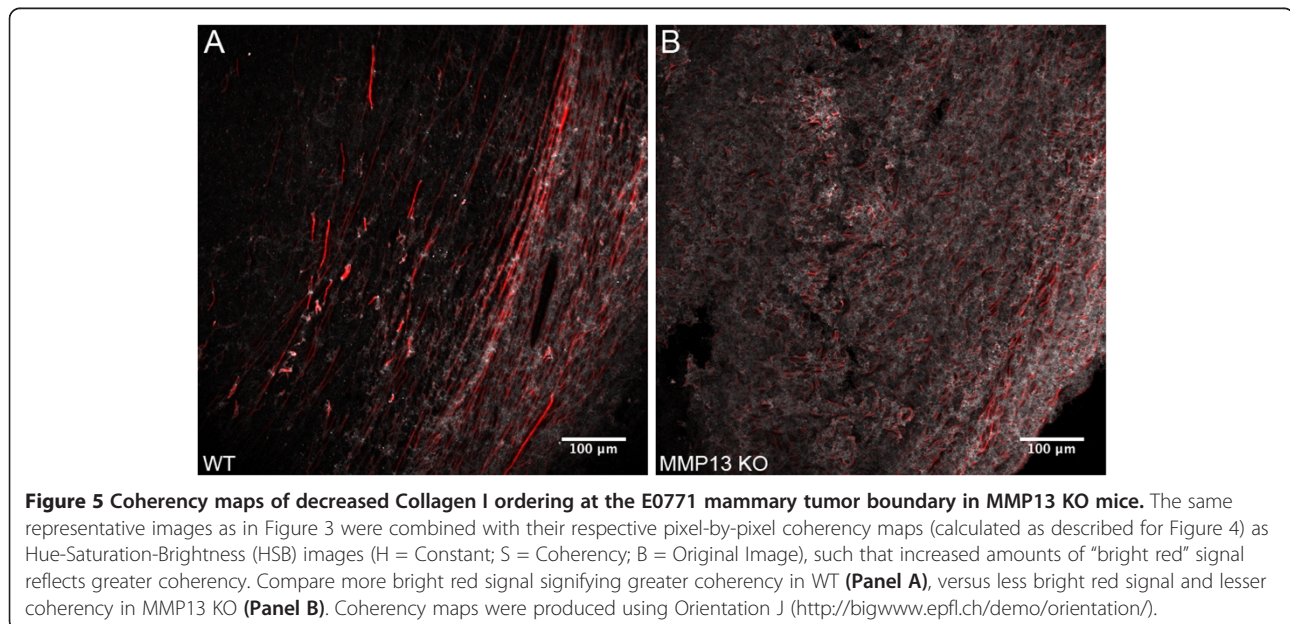 A
B
WT
100 µm
MMP13 KO
100 µm
Figure 5 Coherency maps of decreased Collagen I ordering at the E0771 mammary tumor boundary in MMP13 KO mice. The same
representative images as in Figure 3 were combined with their respective pixel-by-pixel coherency maps (calculated as described for Figure 4) as
Hue-Saturation-Brightness (HSB) images (H = Constant; S = Coherency; B = Original Image), such that increased amounts of “bright red” signal
reflects greater coherency. Compare more bright red signal signifying greater coherency in WT (Panel A), versus less bright red signal and lesser
coherency in MMP13 KO (Panel B). Coherency maps were produced using Orientation J (http://bigwww.epfl.ch/demo/orientation/).